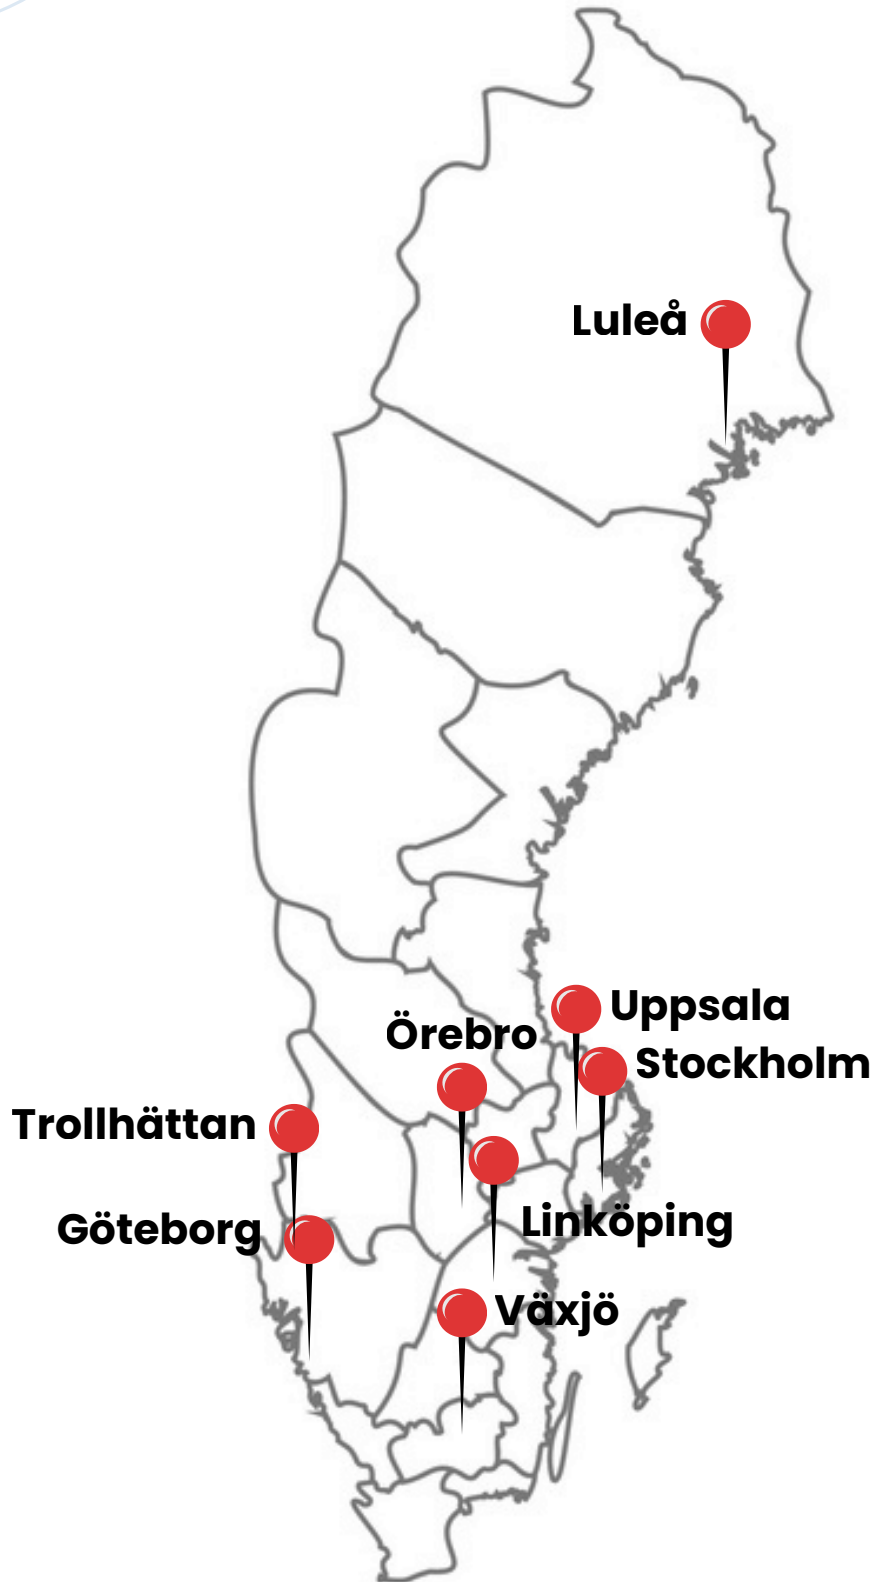 Luleå
Uppsala
Örebro
Stockholm
Trollhättan
Linköping
Göteborg
Växjö